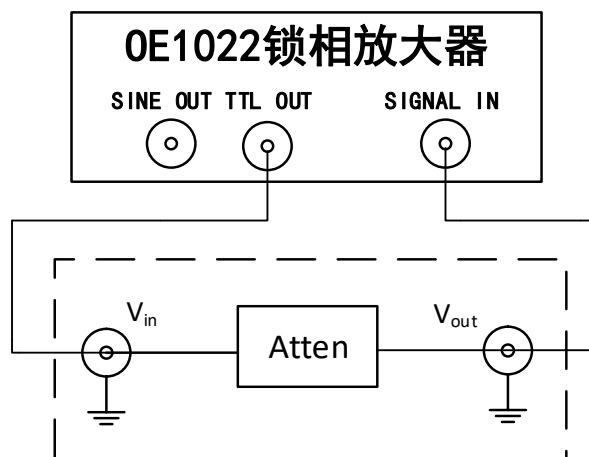 OE1022锁相放大器
SINE OUT TTL OUT SIGNAL IN
Vin
Vout
Atten